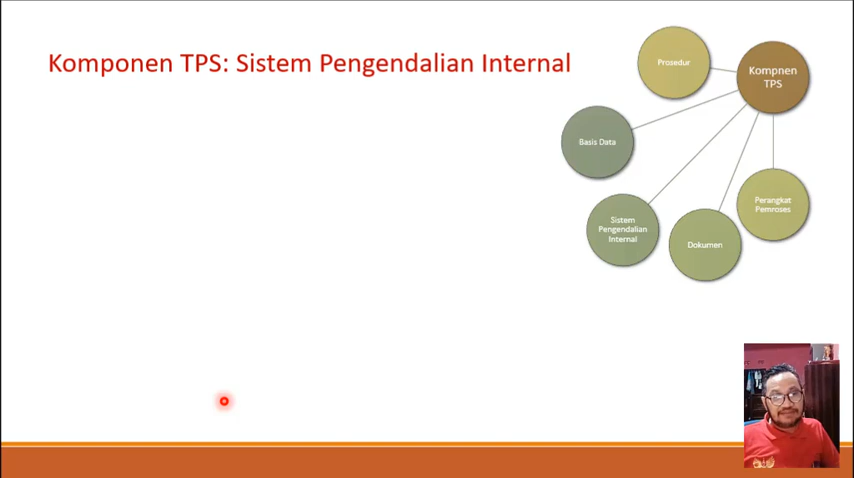 Komponen TPS: Sistem Pengendalian Internal
Prosedur
Kompnen
TPS
Basis Data
Sistem
Pengendalian
Internal
Dokumen
Perangkat
Pemroses